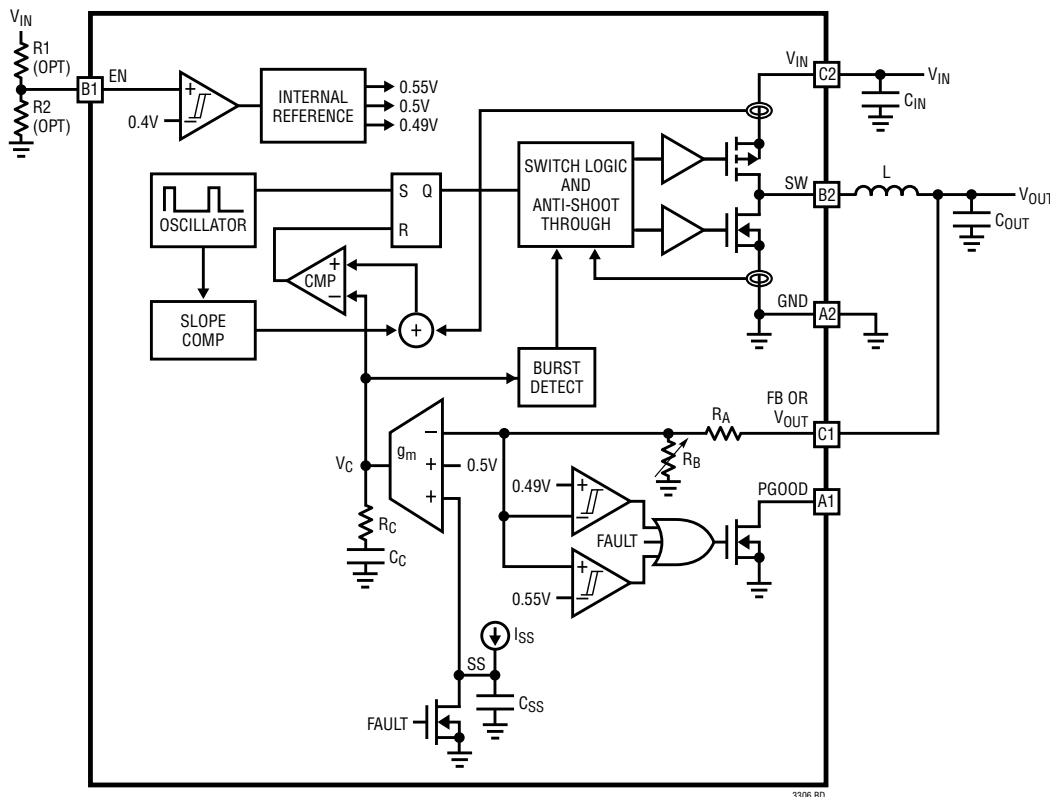 VIN
R1
(OPT)
R2
(OPT)
B1
EN
+
−
0.4V
INTERNAL
REFERENCE
0.55V
0.5V
0.49V
VIN
C2
VIN
CIN
OSCILLATOR
S Q
R
SWITCH LOGIC
AND
ANTI-SHOOT
THROUGH
SW
B2
L
VOUT
COUT
CMP
+
−
SLOPE
COMP
+
BURST
DETECT
GND
A2
FB OR
VOUT
C1
RA
RB
VC
gm
−
+
+
0.5V
RC
CC
0.49V
+
−
FAULT
+
−
0.55V
PGOOD
A1
ISS
SS
CSS
FAULT
3306 BD